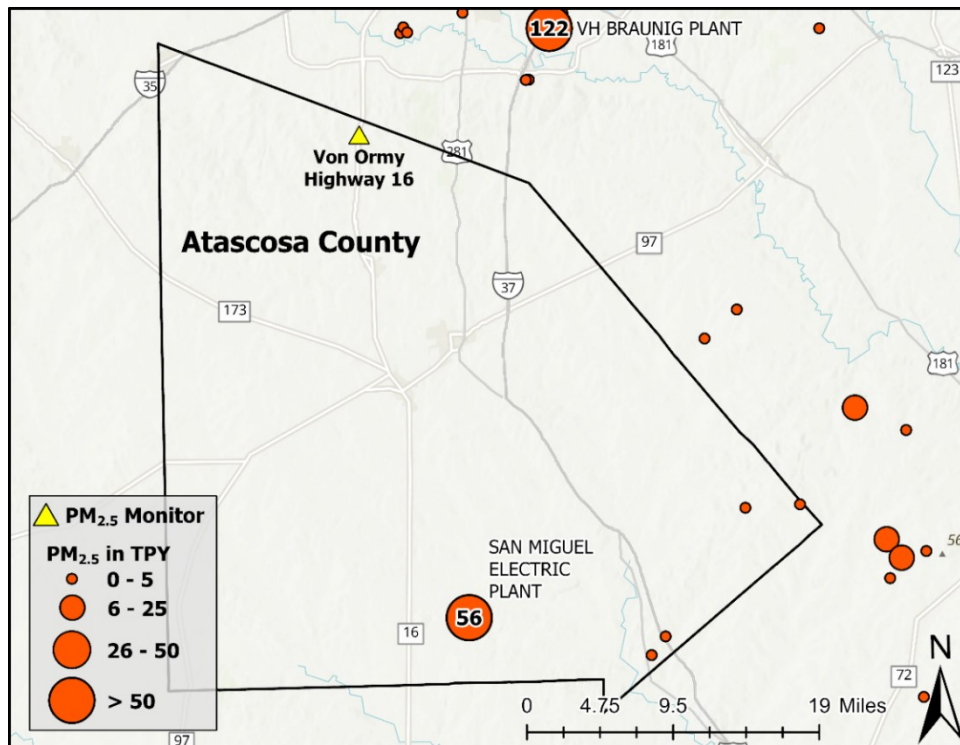 122 VH BRAUNIG PLANT
181
35
123
Von Ormy
Highway 16
281
Atascosa County
97
37
173
181
PM2.5 Monitor
PM2.5 in TPY
0 - 5
6 - 25
26 - 50
> 50
SAN MIGUEL
ELECTRIC
PLANT
56
56
16
N
72
0 4.75 9.5 19 Miles
97